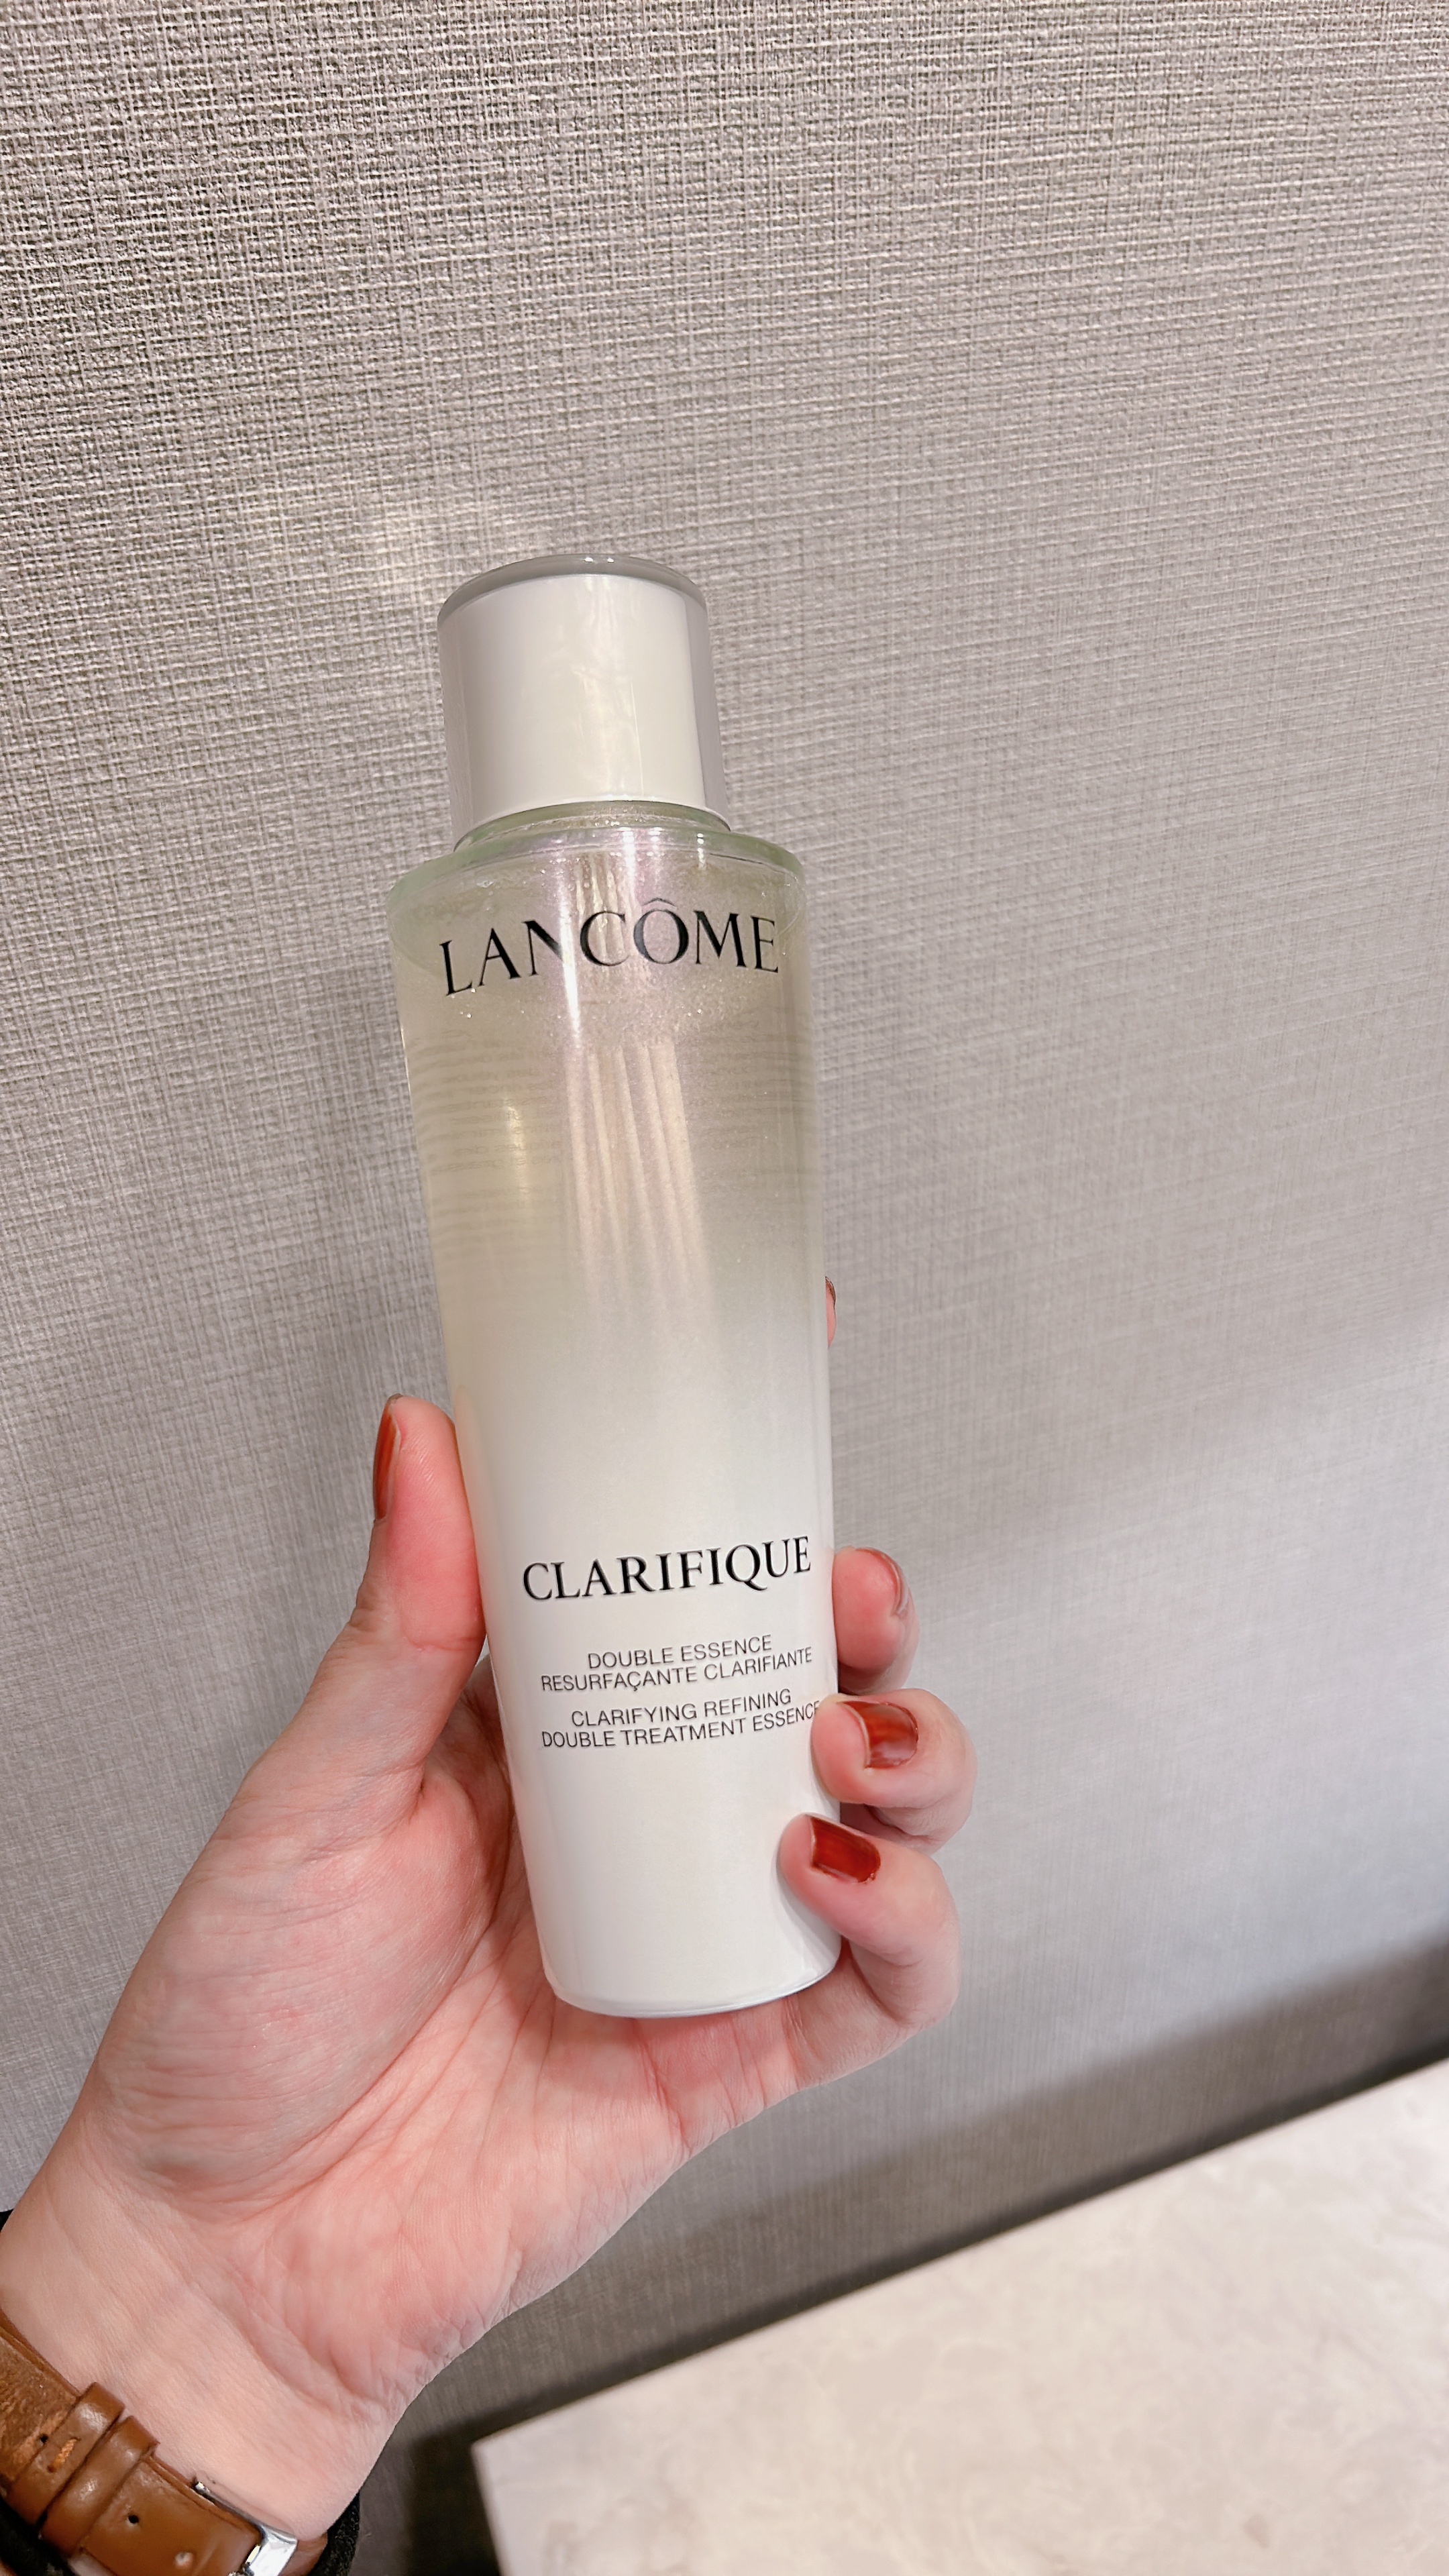 LANCÔME
CLARIFIQUE
DOUBLE ESSENCE
RESURFAÇANTE CLARIFIANTE
CLARIFYING REFINING
DOUBLE TREATMENT ESSENCE